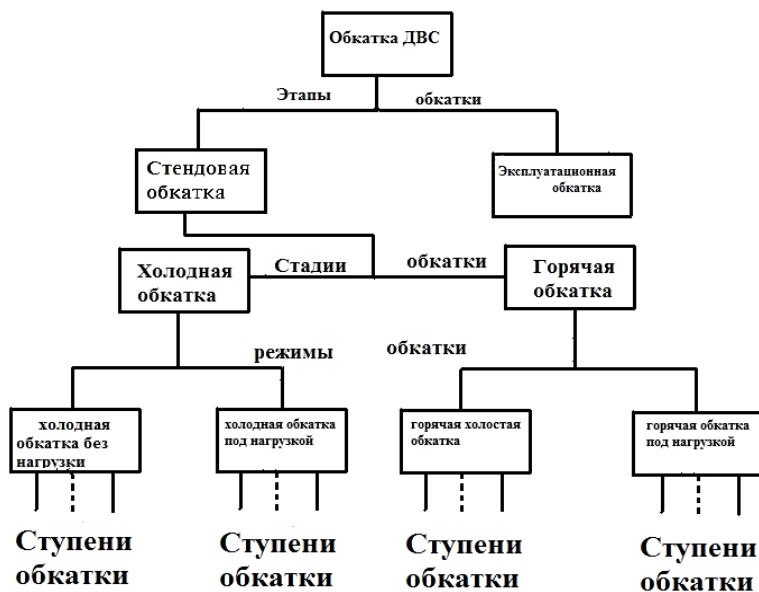 Обкатка ДВС
Этапы обкатки
Стендовая
обкатка
Эксплуатационная
обкатка
Холодная
обкатка
Стадии обкатки
Горячая
обкатка
режимы обкатки
холодная
обкатка без
нагрузки
холодная обкатка
под нагрузкой
горячая холостая
обкатка
горячая обкатка
под нагрузкой
Ступени
обкатки
Ступени
обкатки
Ступени
обкатки
Ступени
обкатки